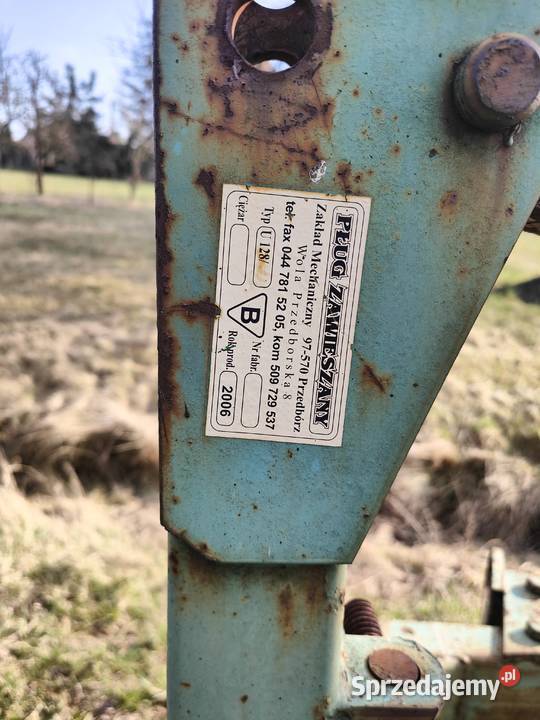 PŁUG ZAWIESZANY
Zakład Mechaniczny 97-570 Przedbórz
Wola Przedborska 8
tel. fax 044 781 52 05, kom 509 729 537
Typ U 128/ Nr fabr.
B
Ciężar Rok prod. 2006
Sprzedajemy.pl